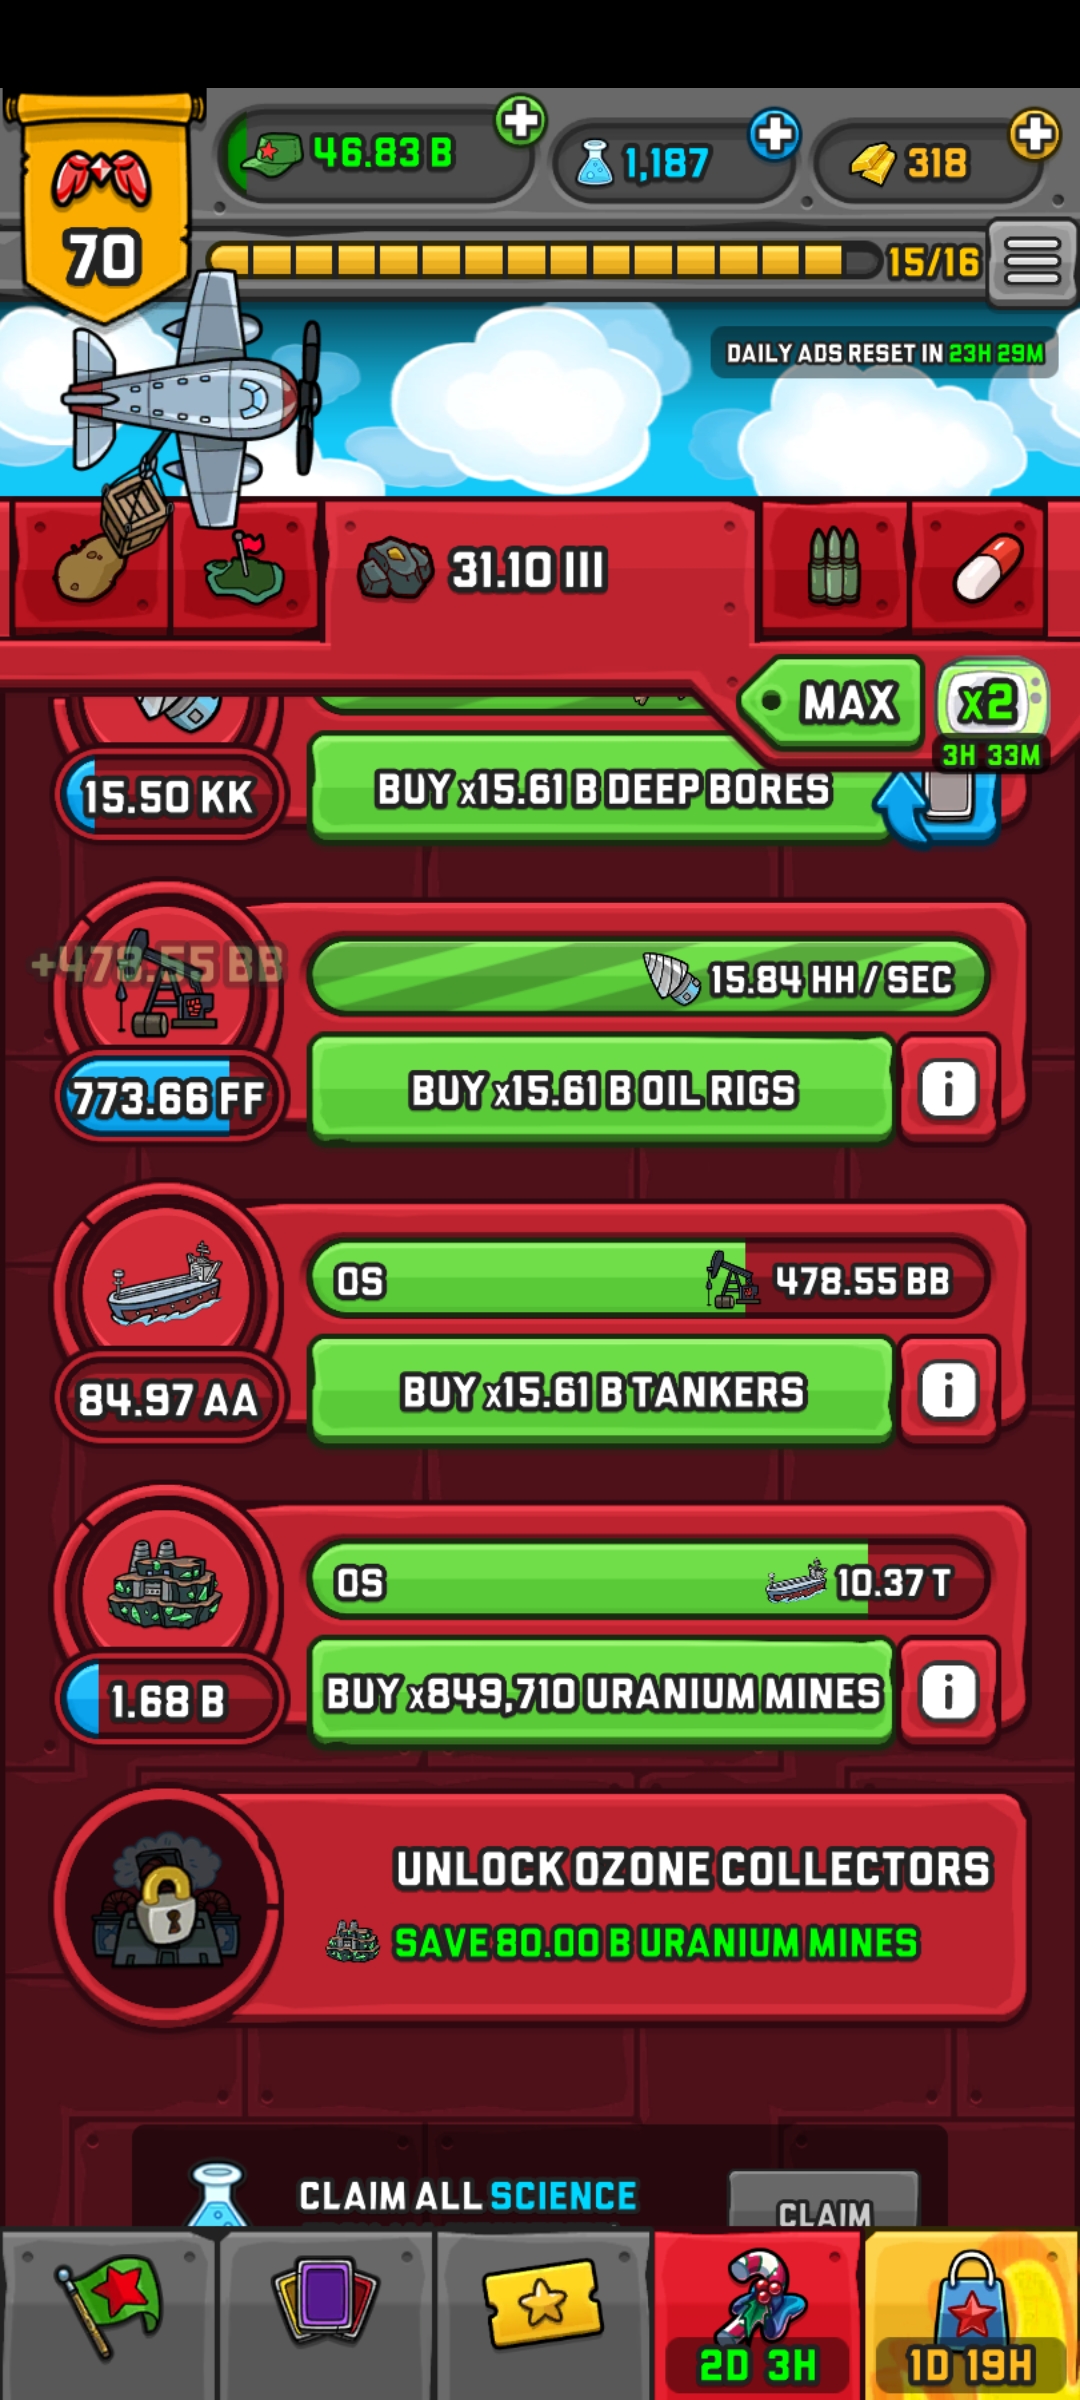 46.83 B
1,187
318
70
15/16
DAILY ADS RESET IN 23H 29M
31.10 III
MAX
x2
3H 33M
15.50 KK
BUY x15.61 B DEEP BORES
+478.55 BB
15.84 HH / SEC
773.66 FF
BUY x15.61 B OIL RIGS
i
0S
478.55 BB
84.97 AA
BUY x15.61 B TANKERS
i
0S
10.37 T
1.68 B
BUY x849,710 URANIUM MINES
i
UNLOCK OZONE COLLECTORS
SAVE 80.00 B URANIUM MINES
CLAIM ALL SCIENCE
CLAIM
2D 3H
1D 19H